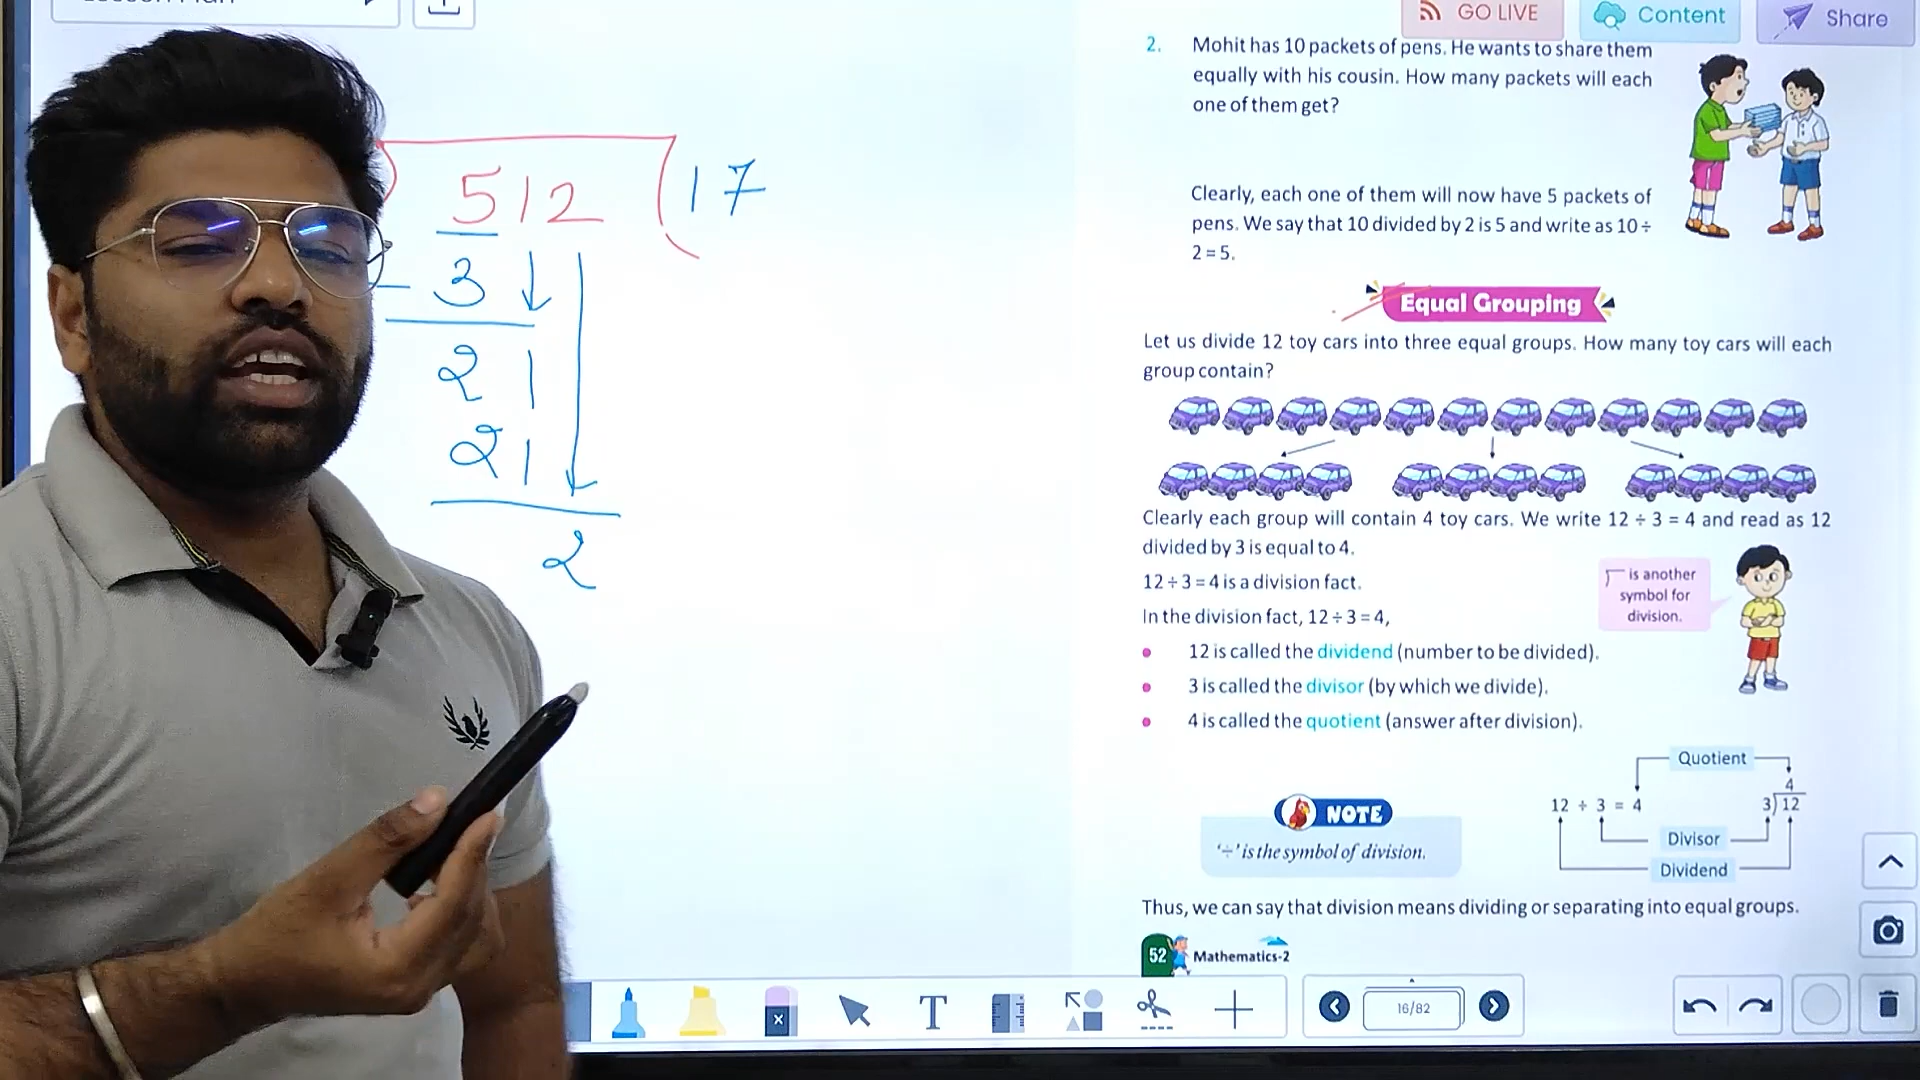 GO LIVE
Content
Share
512
17
- 3
21
21
2
2. Mohit has 10 packets of pens. He wants to share them
equally with his cousin. How many packets will each
one of them get?
Clearly, each one of them will now have 5 packets of
pens. We say that 10 divided by 2 is 5 and write as 10 ÷
2 = 5.
Equal Grouping
Let us divide 12 toy cars into three equal groups. How many toy cars will each
group contain?
Clearly each group will contain 4 toy cars. We write 12 ÷ 3 = 4 and read as 12
divided by 3 is equal to 4.
12 ÷ 3 = 4 is a division fact.
In the division fact, 12 ÷ 3 = 4,
is another
symbol for
division.
• 12 is called the dividend (number to be divided).
• 3 is called the divisor (by which we divide).
• 4 is called the quotient (answer after division).
Quotient
4
12 ÷ 3 = 4
3)12
Divisor
Dividend
NOTE
'÷' is the symbol of division.
Thus, we can say that division means dividing or separating into equal groups.
52 Mathematics-2
T
16/82